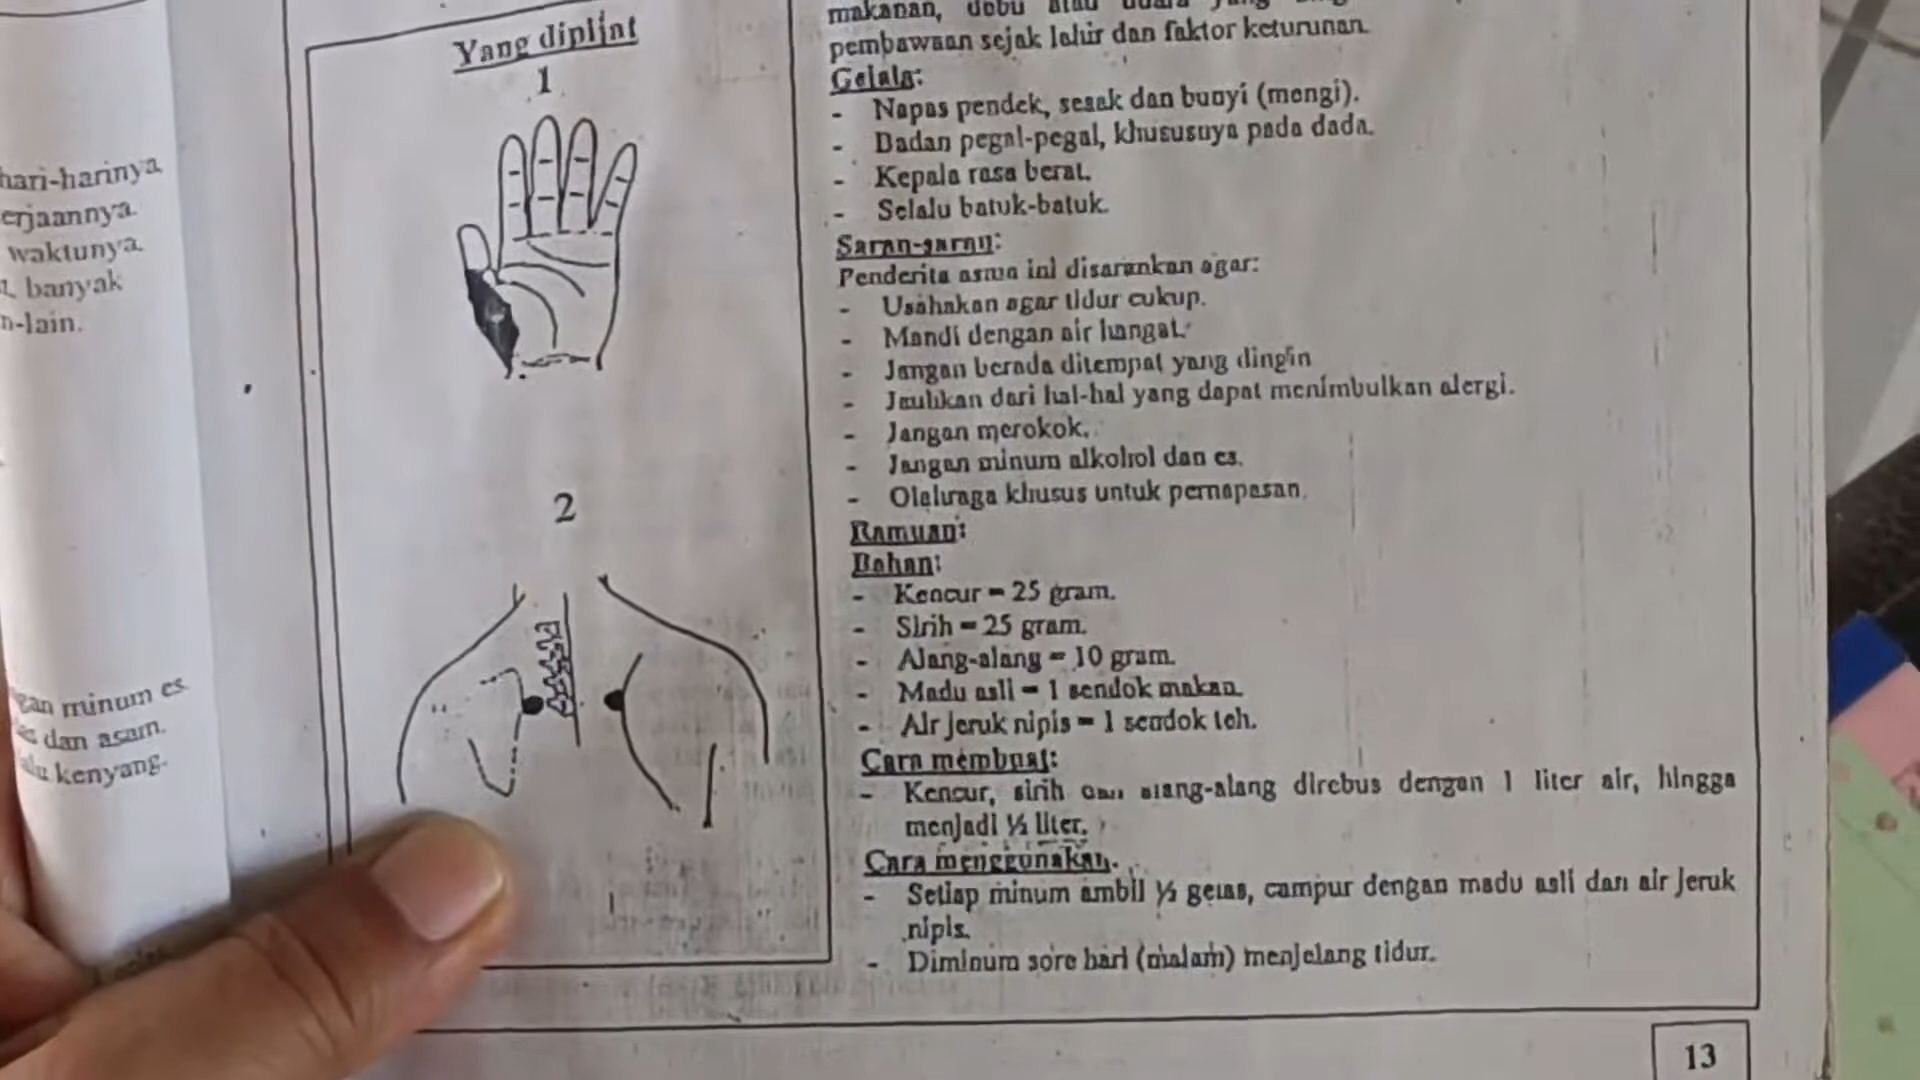 hari-harinya
erjaannya.
waktunya.
banyak
n-lain.
gan minum es.
dan asam.
kenyang.
Yang dipijat
1
2
makanan, debu atau udara yang
pembawaan sejak lahir dan faktor keturunan.
Gejala:
- Napas pendek, sesak dan bunyi (mengi).
- Badan pegal-pegal, khususnya pada dada.
- Kepala rasa berat.
- Selalu batuk-batuk.
Saran-saran:
Penderita asma ini disarankan agar:
- Usahakan agar tidur cukup.
- Mandi dengan air hangat.
- Jangan berada ditempat yang dingin
- Jauhkan dari hal-hal yang dapat menimbulkan alergi.
- Jangan merokok.
- Jangan minum alkohol dan es.
- Olahraga khusus untuk pernapasan.
Ramuan:
Bahan:
- Kencur = 25 gram.
- Sirih = 25 gram.
- Alang-alang = 10 gram.
- Madu asli = 1 sendok makan.
- Air jeruk nipis = 1 sendok teh.
Cara membuat:
- Kencur, sirih dan alang-alang direbus dengan 1 liter air, hingga
menjadi ½ liter.
Cara menggunakan.
- Setiap minum ambil ½ gelas, campur dengan madu asli dan air jeruk
nipis.
- Diminum sore hari (malam) menjelang tidur.
13